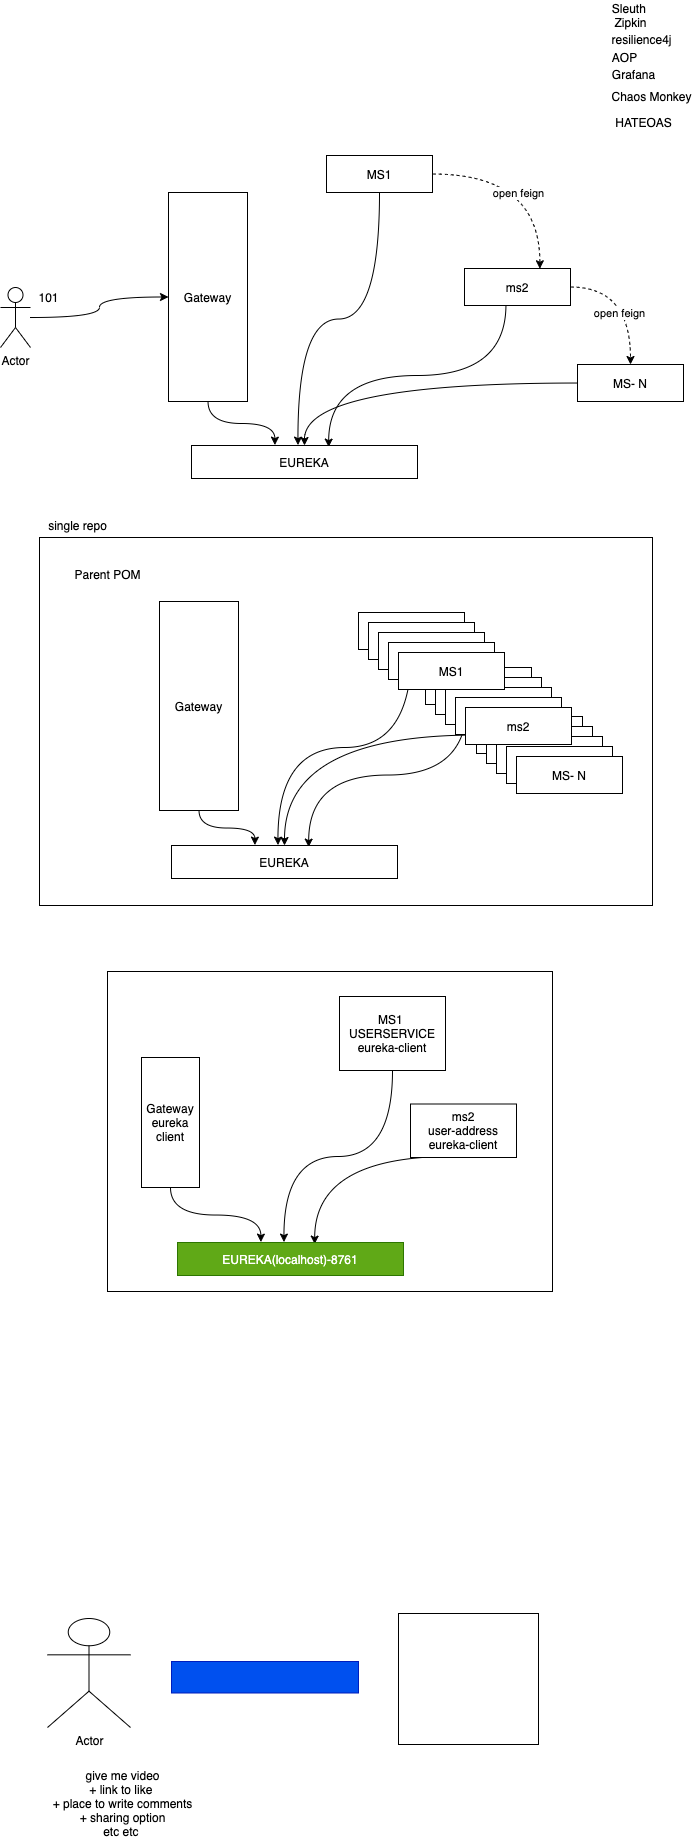 Sleuth
Zipkin
resilience4j
AOP
Grafana
Chaos Monkey
HATEOAS
MS1
open feign
Gateway
101
ms2
open feign
Actor
MS- N
EUREKA
single repo
Parent POM
MS1
Gateway
ms2
MS- N
EUREKA
MS1
USERSERVICE
eureka-client
Gateway
eureka
client
ms2
user-address
eureka-client
EUREKA(localhost)-8761
Actor
give me video
+ link to like
+ place to write comments
+ sharing option
etc etc